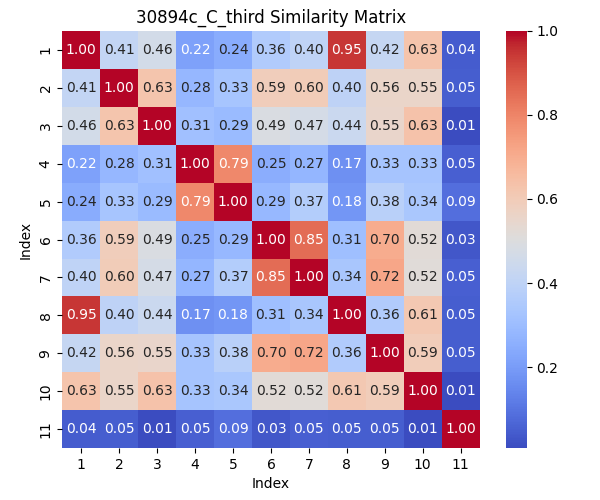 30894c_C_third Similarity Matrix
1 1.00 0.41 0.46 0.22 0.24 0.36 0.40 0.95 0.42 0.63 0.04
2 0.41 1.00 0.63 0.28 0.33 0.59 0.60 0.40 0.56 0.55 0.05
3 0.46 0.63 1.00 0.31 0.29 0.49 0.47 0.44 0.55 0.63 0.01
4 0.22 0.28 0.31 1.00 0.79 0.25 0.27 0.17 0.33 0.33 0.05
5 0.24 0.33 0.29 0.79 1.00 0.29 0.37 0.18 0.38 0.34 0.09
6 0.36 0.59 0.49 0.25 0.29 1.00 0.85 0.31 0.70 0.52 0.03
7 0.40 0.60 0.47 0.27 0.37 0.85 1.00 0.34 0.72 0.52 0.05
8 0.95 0.40 0.44 0.17 0.18 0.31 0.34 1.00 0.36 0.61 0.05
9 0.42 0.56 0.55 0.33 0.38 0.70 0.72 0.36 1.00 0.59 0.05
10 0.63 0.55 0.63 0.33 0.34 0.52 0.52 0.61 0.59 1.00 0.01
11 0.04 0.05 0.01 0.05 0.09 0.03 0.05 0.05 0.05 0.01 1.00
1 2 3 4 5 6 7 8 9 10 11
Index
Index
1.0
0.8
0.6
0.4
0.2